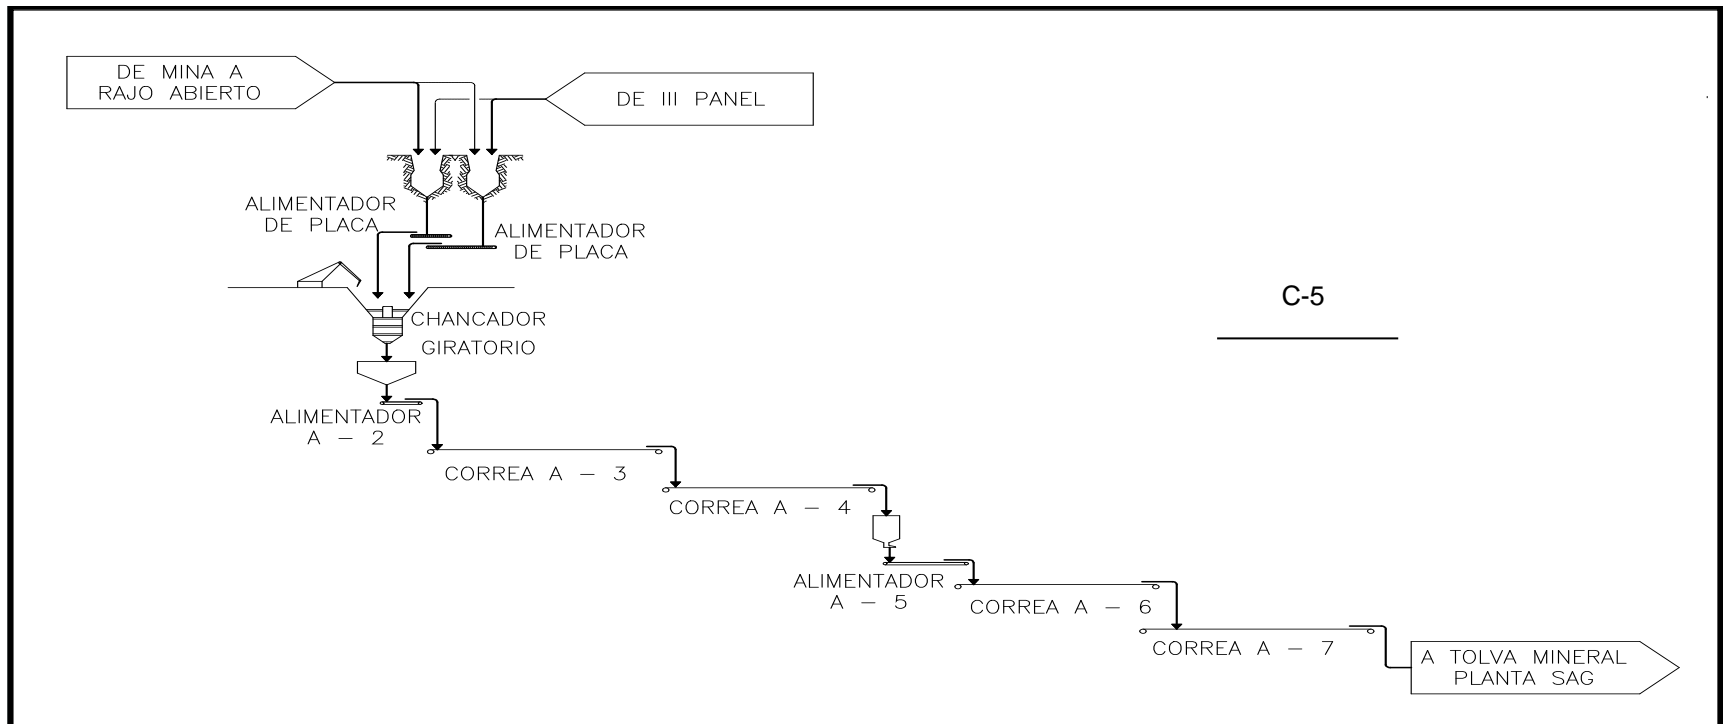 DE MINA A
RAJO ABIERTO
DE III PANEL
ALIMENTADOR
DE PLACA
ALIMENTADOR
DE PLACA
C-5
CHANCADOR
GIRATORIO
ALIMENTADOR
A - 2
CORREA A - 3
CORREA A - 4
ALIMENTADOR
A - 5
CORREA A - 6
CORREA A - 7
A TOLVA MINERAL
PLANTA SAG